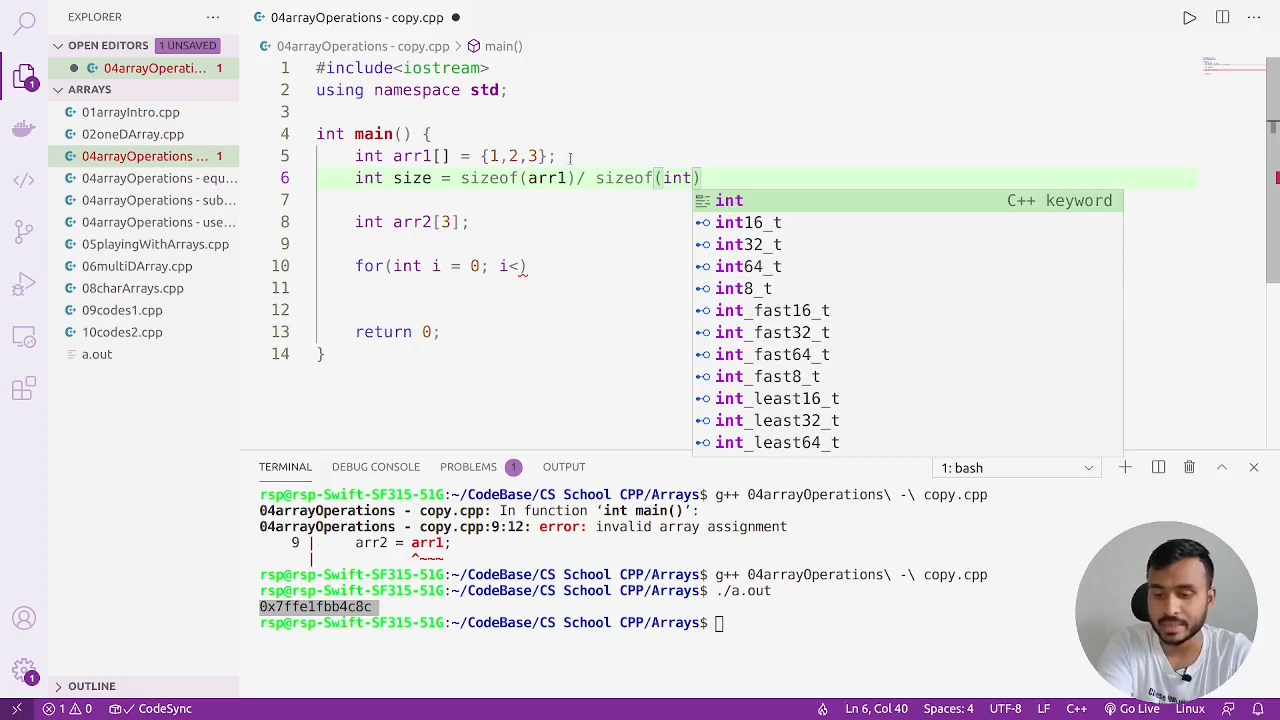 EXPLORER
OPEN EDITORS 1 UNSAVED
04arrayOperati... 1
ARRAYS
01arrayIntro.cpp
02oneDArray.cpp
04arrayOperations ... 1
04arrayOperations - equ...
04arrayOperations - sub...
04arrayOperations - use...
05playingWithArrays.cpp
06multiDArray.cpp
08charArrays.cpp
09codes1.cpp
10codes2.cpp
a.out
OUTLINE
04arrayOperations - copy.cpp
04arrayOperations - copy.cpp > main()
1 #include<iostream>
2 using namespace std;
3
4 int main() {
5 int arr1[] = {1,2,3};
6 int size = sizeof(arr1)/ sizeof(int)
7
8 int arr2[3];
9
10 for(int i = 0; i<)
11
12
13 return 0;
14 }
int C++ keyword
int16_t
int32_t
int64_t
int8_t
int_fast16_t
int_fast32_t
int_fast64_t
int_fast8_t
int_least16_t
int_least32_t
int_least64_t
TERMINAL DEBUG CONSOLE PROBLEMS 1 OUTPUT 1: bash
rsp@rsp-Swift-SF315-51G:~/CodeBase/CS School CPP/Arrays$ g++ 04arrayOperations\ -\ copy.cpp
04arrayOperations - copy.cpp: In function ‘int main()’:
04arrayOperations - copy.cpp:9:12: error: invalid array assignment
9 | arr2 = arr1;
| ^~~~
rsp@rsp-Swift-SF315-51G:~/CodeBase/CS School CPP/Arrays$ g++ 04arrayOperations\ -\ copy.cpp
rsp@rsp-Swift-SF315-51G:~/CodeBase/CS School CPP/Arrays$ ./a.out
0x7ffe1fbb4c8c
rsp@rsp-Swift-SF315-51G:~/CodeBase/CS School CPP/Arrays$
1 0 CodeSync Ln 6, Col 40 Spaces: 4 UTF-8 LF C++ Go Live Linux